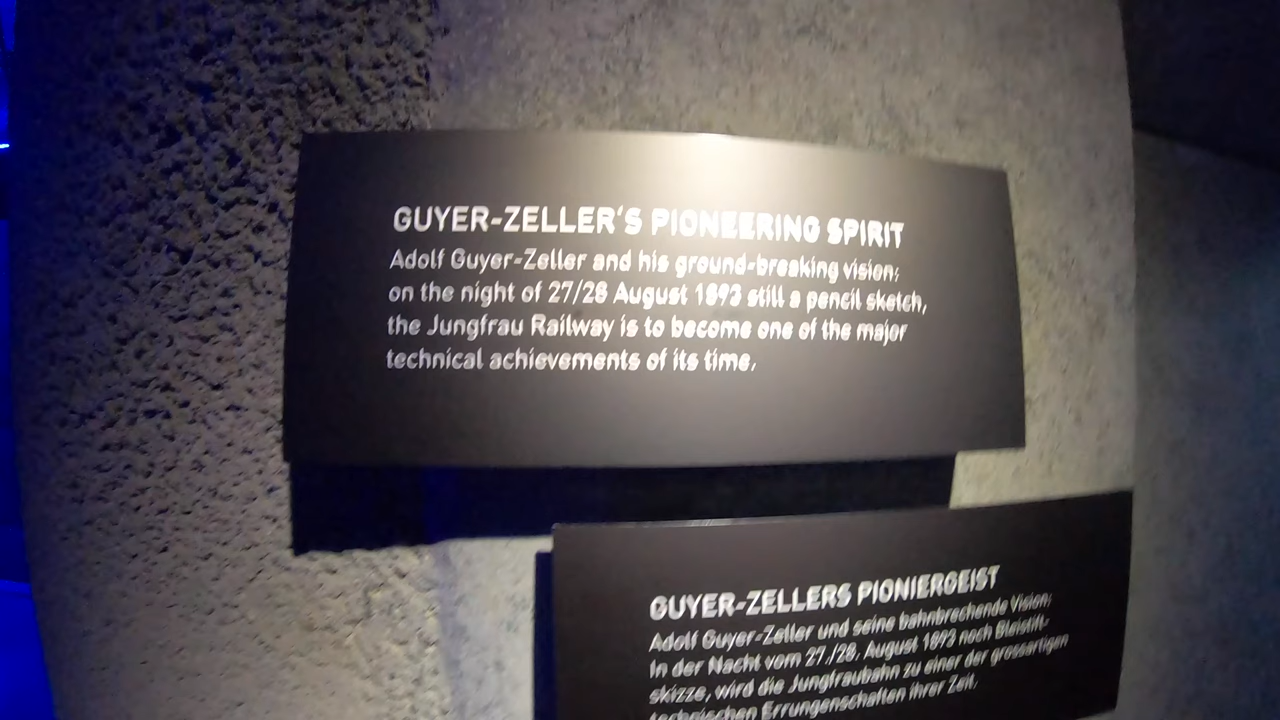 GUYER-ZELLER'S PIONEERING SPIRIT
Adolf Guyer-Zeller and his ground-breaking vision:
on the night of 27/28 August 1893 still a pencil sketch,
the Jungfrau Railway is to become one of the major
technical achievements of its time.
GUYER-ZELLERS PIONIERGEIST
Adolf Guyer-Zeller und seine bahnbrechende Vision:
In der Nacht vom 27./28. August 1893 noch Bleistift-
skizze, wird die Jungfraubahn zu einer der grossartigen
technischen Errungenschaften ihrer Zeit.